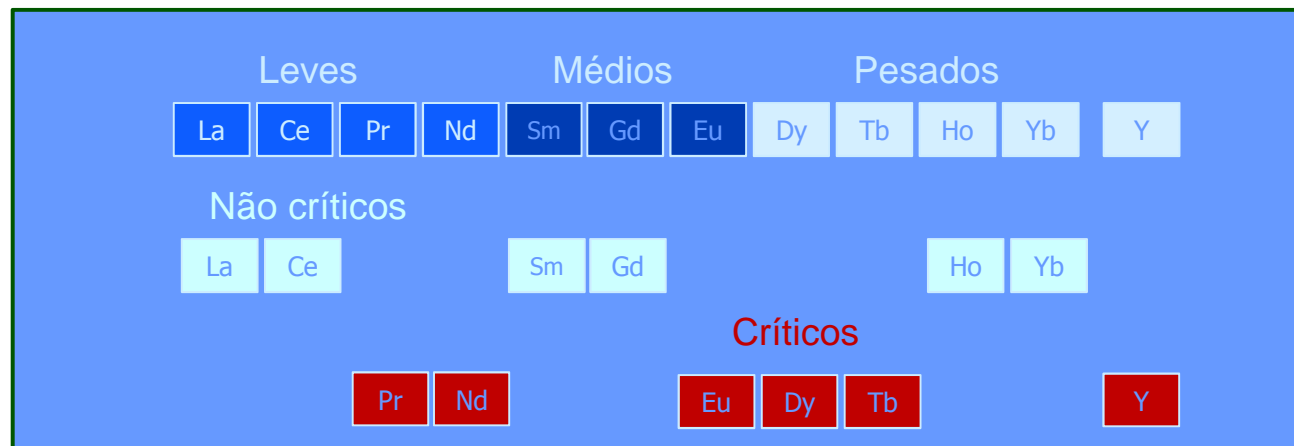 Leves Médios Pesados
La Ce Pr Nd Sm Gd Eu Dy Tb Ho Yb Y
Não críticos
La Ce Sm Gd Ho Yb
Críticos
Pr Nd Eu Dy Tb Y